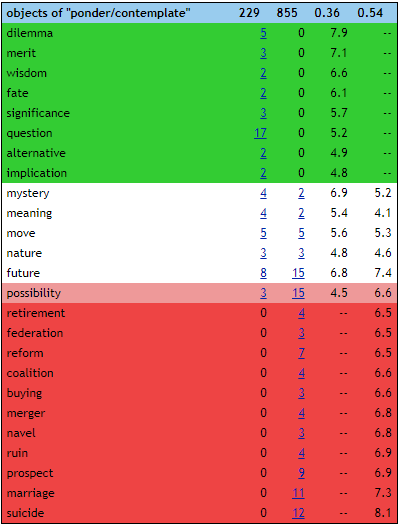 objects of "ponder/contemplate" 229 855 0.36 0.54
dilemma 5 0 7.9 --
merit 3 0 7.1 --
wisdom 2 0 6.6 --
fate 2 0 6.1 --
significance 3 0 5.7 --
question 17 0 5.2 --
alternative 2 0 4.9 --
implication 2 0 4.8 --
mystery 4 2 6.9 5.2
meaning 4 2 5.4 4.1
move 5 5 5.6 5.3
nature 3 3 4.8 4.6
future 8 15 6.8 7.4
possibility 3 15 4.5 6.6
retirement 0 4 -- 6.5
federation 0 3 -- 6.5
reform 0 7 -- 6.5
coalition 0 4 -- 6.6
buying 0 3 -- 6.6
merger 0 4 -- 6.8
navel 0 3 -- 6.8
ruin 0 4 -- 6.9
prospect 0 9 -- 6.9
marriage 0 11 -- 7.3
suicide 0 12 -- 8.1